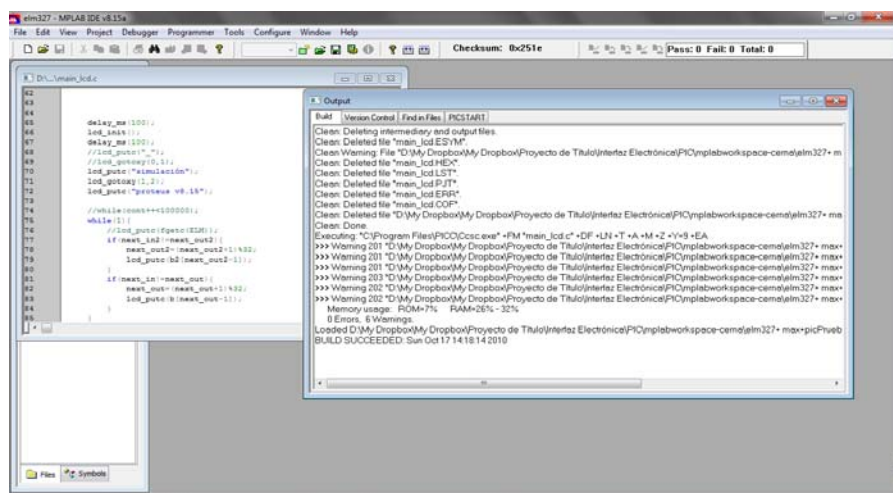 elm327 - MPLAB IDE v8.15a
File Edit View Project Debugger Programmer Tools Configure Window Help
Checksum: 0x251e
Pass: 0 Fail: 0 Total: 0
D:\...\main_lcd.c
62
63
64
65 delay_ms(100);
66 lcd_init();
67 delay_ms(100);
68 //lcd_putc("_");
69 //lcd_gotoxy(0,1);
70 lcd_putc("simulación");
71 lcd_gotoxy(1,2);
72 lcd_putc("proteus v8.15");
73
74 //while(cont++<100000);
75 while(1){
76 //lcd_putc(fgetc(ELM));
77 if(next_in2!=next_out2){
78 next_out2=(next_out2+1)%32;
79 lcd_putc(b2[next_out2-1]);
80 }
81 if(next_in!=next_out){
82 next_out=(next_out+1)%32;
83 lcd_putc(b[next_out-1]);
84 }
85 }
Output
Build Version Control Find in Files PICSTART
Clean: Deleting intermediary and output files.
Clean: Deleted file "main_lcd.ESYM".
Clean Warning: File "D:\My Dropbox\My Dropbox\Proyecto de Título\Interfaz Electrónica\PIC\mplabworkspace-cema\elm327+ m
Clean: Deleted file "main_lcd.HEX".
Clean: Deleted file "main_lcd.LST".
Clean: Deleted file "main_lcd.PJT".
Clean: Deleted file "main_lcd.ERR".
Clean: Deleted file "main_lcd.COF".
Clean: Deleted file "D:\My Dropbox\My Dropbox\Proyecto de Título\Interfaz Electrónica\PIC\mplabworkspace-cema\elm327+ ma
Clean: Done.
Executing: "C:\Program Files\PICC\Ccsc.exe" +FM "main_lcd.c" +DF +LN +T +A +M +Z +Y=9 +EA
>>> Warning 201 "D:\My Dropbox\My Dropbox\Proyecto de Título\Interfaz Electrónica\PIC\mplabworkspace-cema\elm327+ max+
>>> Warning 203 "D:\My Dropbox\My Dropbox\Proyecto de Título\Interfaz Electrónica\PIC\mplabworkspace-cema\elm327+ max+
>>> Warning 201 "D:\My Dropbox\My Dropbox\Proyecto de Título\Interfaz Electrónica\PIC\mplabworkspace-cema\elm327+ max+
>>> Warning 203 "D:\My Dropbox\My Dropbox\Proyecto de Título\Interfaz Electrónica\PIC\mplabworkspace-cema\elm327+ max+
>>> Warning 202 "D:\My Dropbox\My Dropbox\Proyecto de Título\Interfaz Electrónica\PIC\mplabworkspace-cema\elm327+ max+
>>> Warning 202 "D:\My Dropbox\My Dropbox\Proyecto de Título\Interfaz Electrónica\PIC\mplabworkspace-cema\elm327+ max+
Memory usage: ROM=7% RAM=26% - 32%
0 Errors, 6 Warnings.
Loaded D:\My Dropbox\My Dropbox\Proyecto de Título\Interfaz Electrónica\PIC\mplabworkspace-cema\elm327+ max+picPrueb
BUILD SUCCEEDED: Sun Oct 17 14:18:14 2010
Files Symbols